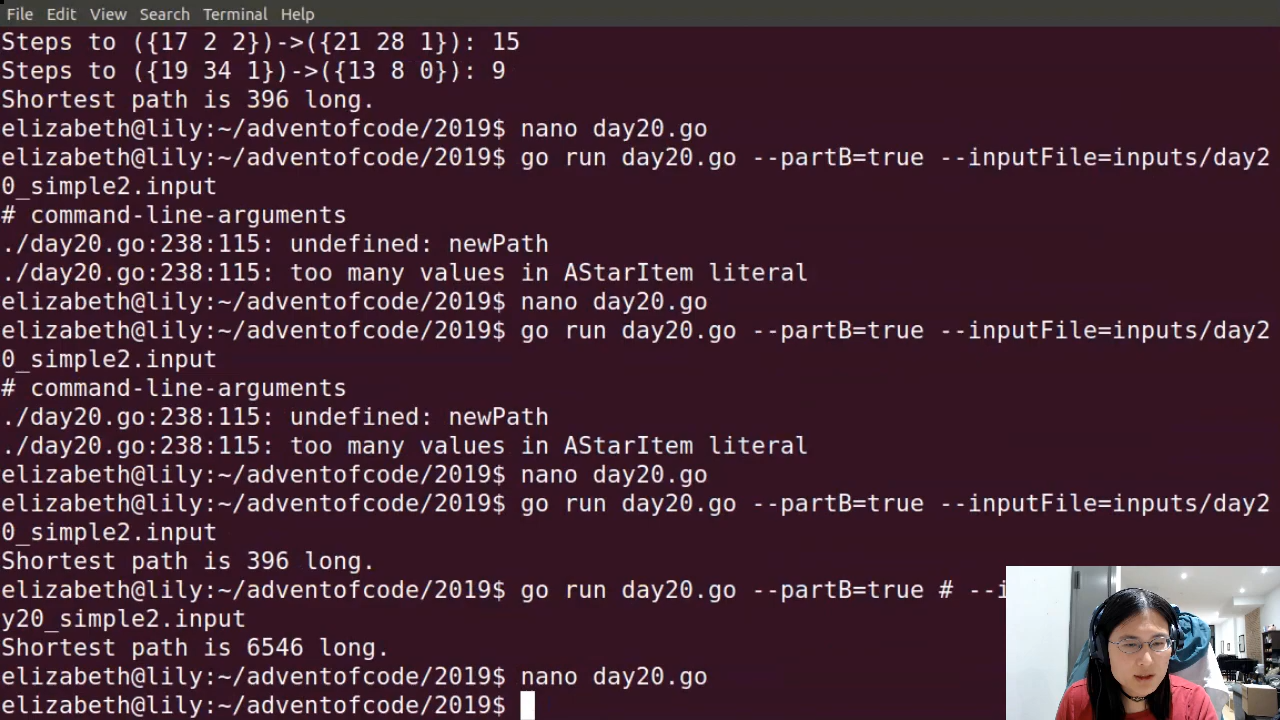 File Edit View Search Terminal Help
Steps to ({17 2 2})->({21 28 1}): 15
Steps to ({19 34 1})->({13 8 0}): 9
Shortest path is 396 long.
elizabeth@lily:~/adventofcode/2019$ nano day20.go
elizabeth@lily:~/adventofcode/2019$ go run day20.go --partB=true --inputFile=inputs/day2
0_simple2.input
# command-line-arguments
./day20.go:238:115: undefined: newPath
./day20.go:238:115: too many values in AStarItem literal
elizabeth@lily:~/adventofcode/2019$ nano day20.go
elizabeth@lily:~/adventofcode/2019$ go run day20.go --partB=true --inputFile=inputs/day2
0_simple2.input
# command-line-arguments
./day20.go:238:115: undefined: newPath
./day20.go:238:115: too many values in AStarItem literal
elizabeth@lily:~/adventofcode/2019$ nano day20.go
elizabeth@lily:~/adventofcode/2019$ go run day20.go --partB=true --inputFile=inputs/day2
0_simple2.input
Shortest path is 396 long.
elizabeth@lily:~/adventofcode/2019$ go run day20.go --partB=true # --i
y20_simple2.input
Shortest path is 6546 long.
elizabeth@lily:~/adventofcode/2019$ nano day20.go
elizabeth@lily:~/adventofcode/2019$